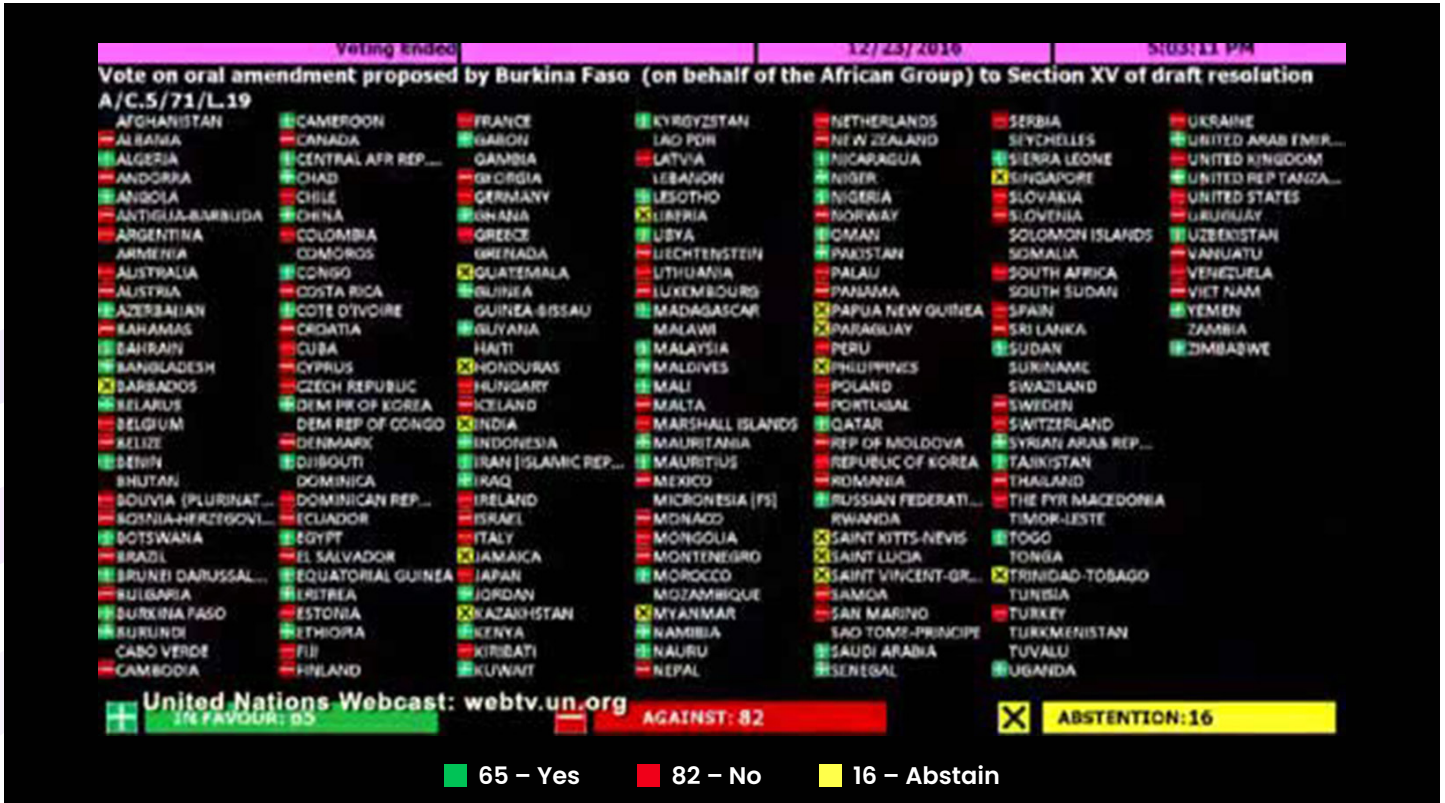 Voting Ended 12/23/2016 5:03:11 PM
Vote on oral amendment proposed by Burkina Faso (on behalf of the African Group) to Section XV of draft resolution
A/C.5/71/L.19
AFGHANISTAN
ALBANIA
ALGERIA
ANDORRA
ANGOLA
ANTIGUA-BARBUDA
ARGENTINA
ARMENIA
AUSTRALIA
AUSTRIA
AZERBAIJAN
BAHAMAS
BAHRAIN
BANGLADESH
BARBADOS
BELARUS
BELGIUM
BELIZE
BENIN
BHUTAN
BOLIVIA (PLURINAT...
BOSNIA-HERZEGOVI...
BOTSWANA
BRAZIL
BRUNEI DARUSSAL...
BULGARIA
BURKINA FASO
BURUNDI
CABO VERDE
CAMBODIA
CAMEROON
CANADA
CENTRAL AFR REP....
CHAD
CHILE
CHINA
COLOMBIA
COMOROS
CONGO
COSTA RICA
COTE D'IVOIRE
CROATIA
CUBA
CYPRUS
CZECH REPUBLIC
DEM PR OF KOREA
DEM REP OF CONGO
DENMARK
DJIBOUTI
DOMINICA
DOMINICAN REP...
ECUADOR
EGYPT
EL SALVADOR
EQUATORIAL GUINEA
ERITREA
ESTONIA
ETHIOPIA
FIJI
FINLAND
FRANCE
GABON
GAMBIA
GEORGIA
GERMANY
GHANA
GREECE
GRENADA
GUATEMALA
GUINEA
GUINEA-BISSAU
GUYANA
HAITI
HONDURAS
HUNGARY
ICELAND
INDIA
INDONESIA
IRAN (ISLAMIC REP...
IRAQ
IRELAND
ISRAEL
ITALY
JAMAICA
JAPAN
JORDAN
KAZAKHSTAN
KENYA
KIRIBATI
KUWAIT
KYRGYZSTAN
LAO PDR
LATVIA
LEBANON
LESOTHO
LIBERIA
LIBYA
LIECHTENSTEIN
LITHUANIA
LUXEMBOURG
MADAGASCAR
MALAWI
MALAYSIA
MALDIVES
MALI
MALTA
MARSHALL ISLANDS
MAURITANIA
MAURITIUS
MEXICO
MICRONESIA (FS)
MONACO
MONGOLIA
MONTENEGRO
MOROCCO
MOZAMBIQUE
MYANMAR
NAMIBIA
NAURU
NEPAL
NETHERLANDS
NEW ZEALAND
NICARAGUA
NIGER
NIGERIA
NORWAY
OMAN
PAKISTAN
PALAU
PANAMA
PAPUA NEW GUINEA
PARAGUAY
PERU
PHILIPPINES
POLAND
PORTUGAL
QATAR
REP OF MOLDOVA
REPUBLIC OF KOREA
ROMANIA
RUSSIAN FEDERATI...
RWANDA
SAINT KITTS-NEVIS
SAINT LUCIA
SAINT VINCENT-GR...
SAMOA
SAN MARINO
SAO TOME-PRINCIPE
SAUDI ARABIA
SENEGAL
SERBIA
SEYCHELLES
SIERRA LEONE
SINGAPORE
SLOVAKIA
SLOVENIA
SOLOMON ISLANDS
SOMALIA
SOUTH AFRICA
SOUTH SUDAN
SPAIN
SRI LANKA
SUDAN
SURINAME
SWAZILAND
SWEDEN
SWITZERLAND
SYRIAN ARAB REP...
TAJIKISTAN
THAILAND
THE FYR MACEDONIA
TIMOR-LESTE
TOGO
TONGA
TRINIDAD-TOBAGO
TUNISIA
TURKEY
TURKMENISTAN
TUVALU
UGANDA
UKRAINE
UNITED ARAB EMIR...
UNITED KINGDOM
UNITED REP TANZA...
UNITED STATES
URUGUAY
UZBEKISTAN
VANUATU
VENEZUELA
VIET NAM
YEMEN
ZAMBIA
ZIMBABWE
United Nations Webcast: webtv.un.org
IN FAVOUR: 65 AGAINST: 82 ABSTENTION: 16
65 – Yes 82 – No 16 – Abstain